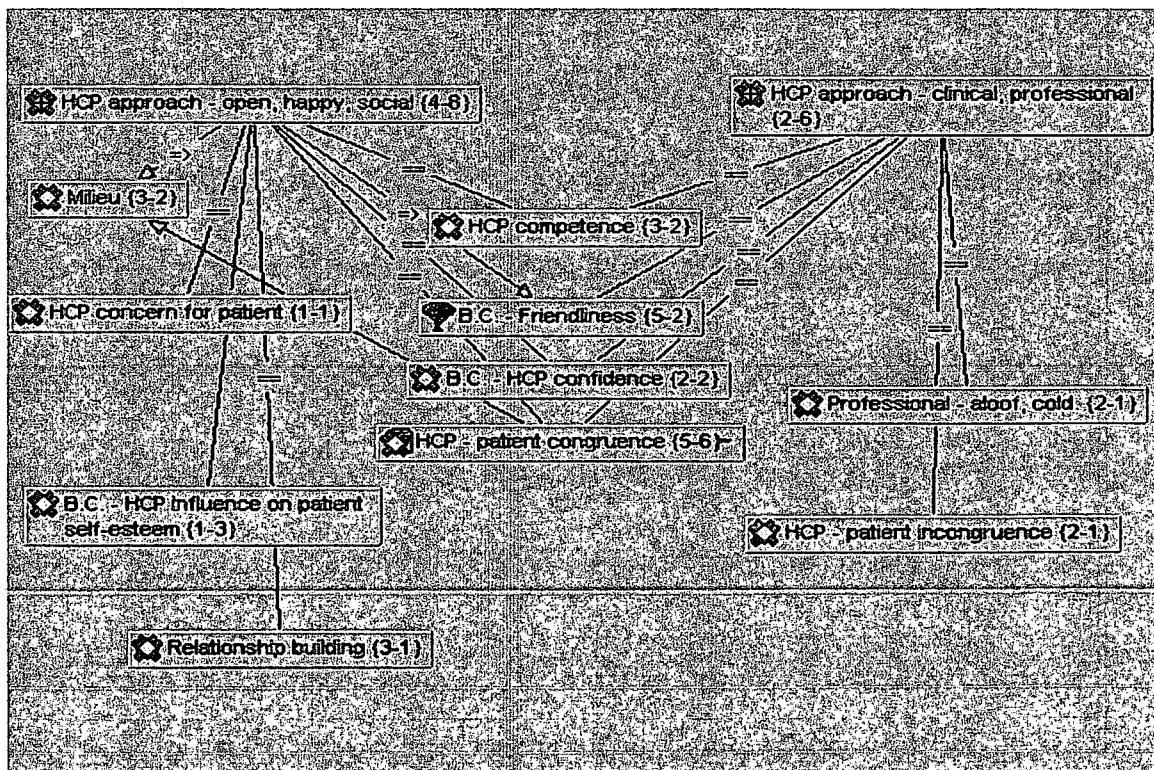 HCP approach - open, happy, social {4-8}
HCP approach - clinical, professional
{2-6}
=>
Milieu {3-2}
==
==
==
=>
HCP competence {3-2}
==
==
==
==
==
==
HCP concern for patient {1-1}
B.C. - Friendliness {5-2}
==
==
B.C. - HCP confidence {2-2}
Professional - aloof, cold {2-1}
HCP - patient congruence {5-6}~
B.C. - HCP Influence on patient
self-esteem {1-3}
HCP - patient incongruence {2-1}
Relationship building {3-1}